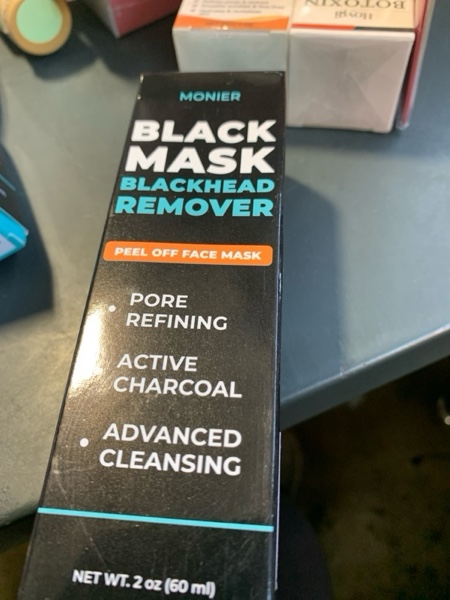 MONIER
BLACK
MASK
BLACKHEAD
REMOVER
PEEL OFF FACE MASK
• PORE
REFINING
ACTIVE
CHARCOAL
• ADVANCED
CLEANSING
NET WT. 2 oz (60 ml)
BOTOXIN